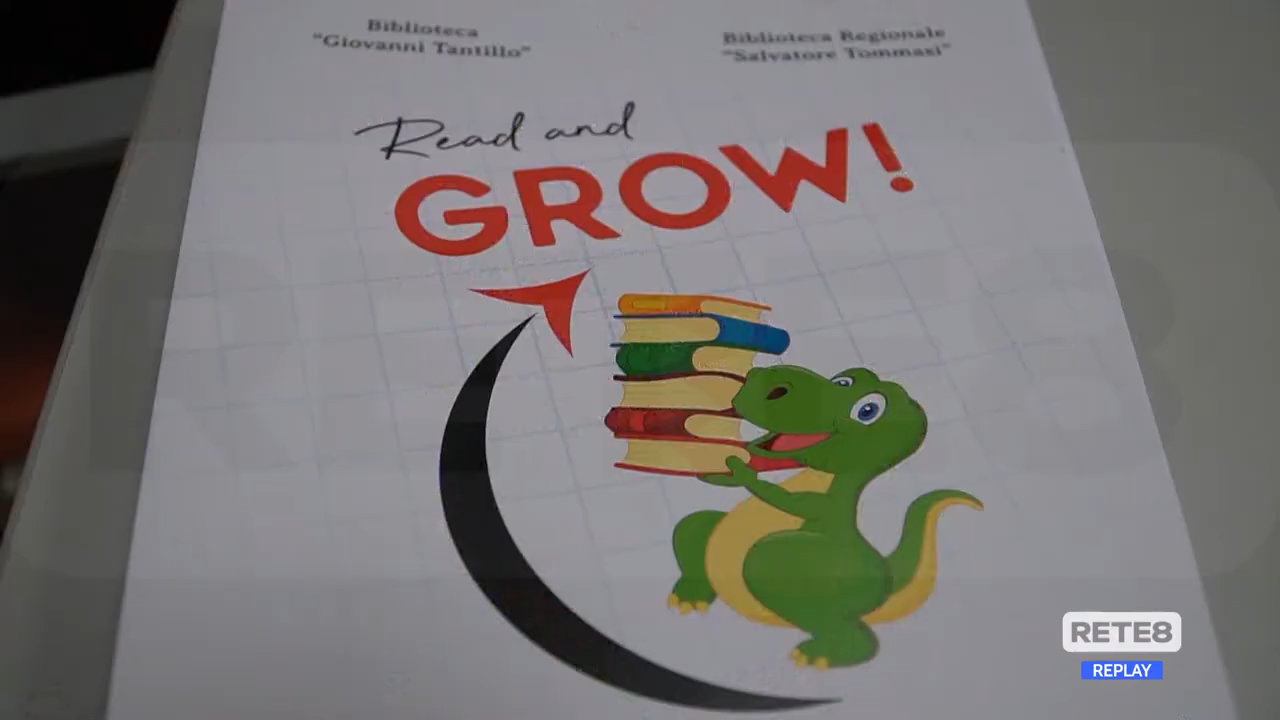 Biblioteca
"Giovanni Tantillo"
Biblioteca Regionale
"Salvatore Tommasi"
Read and
GROW!
RETE8
REPLAY